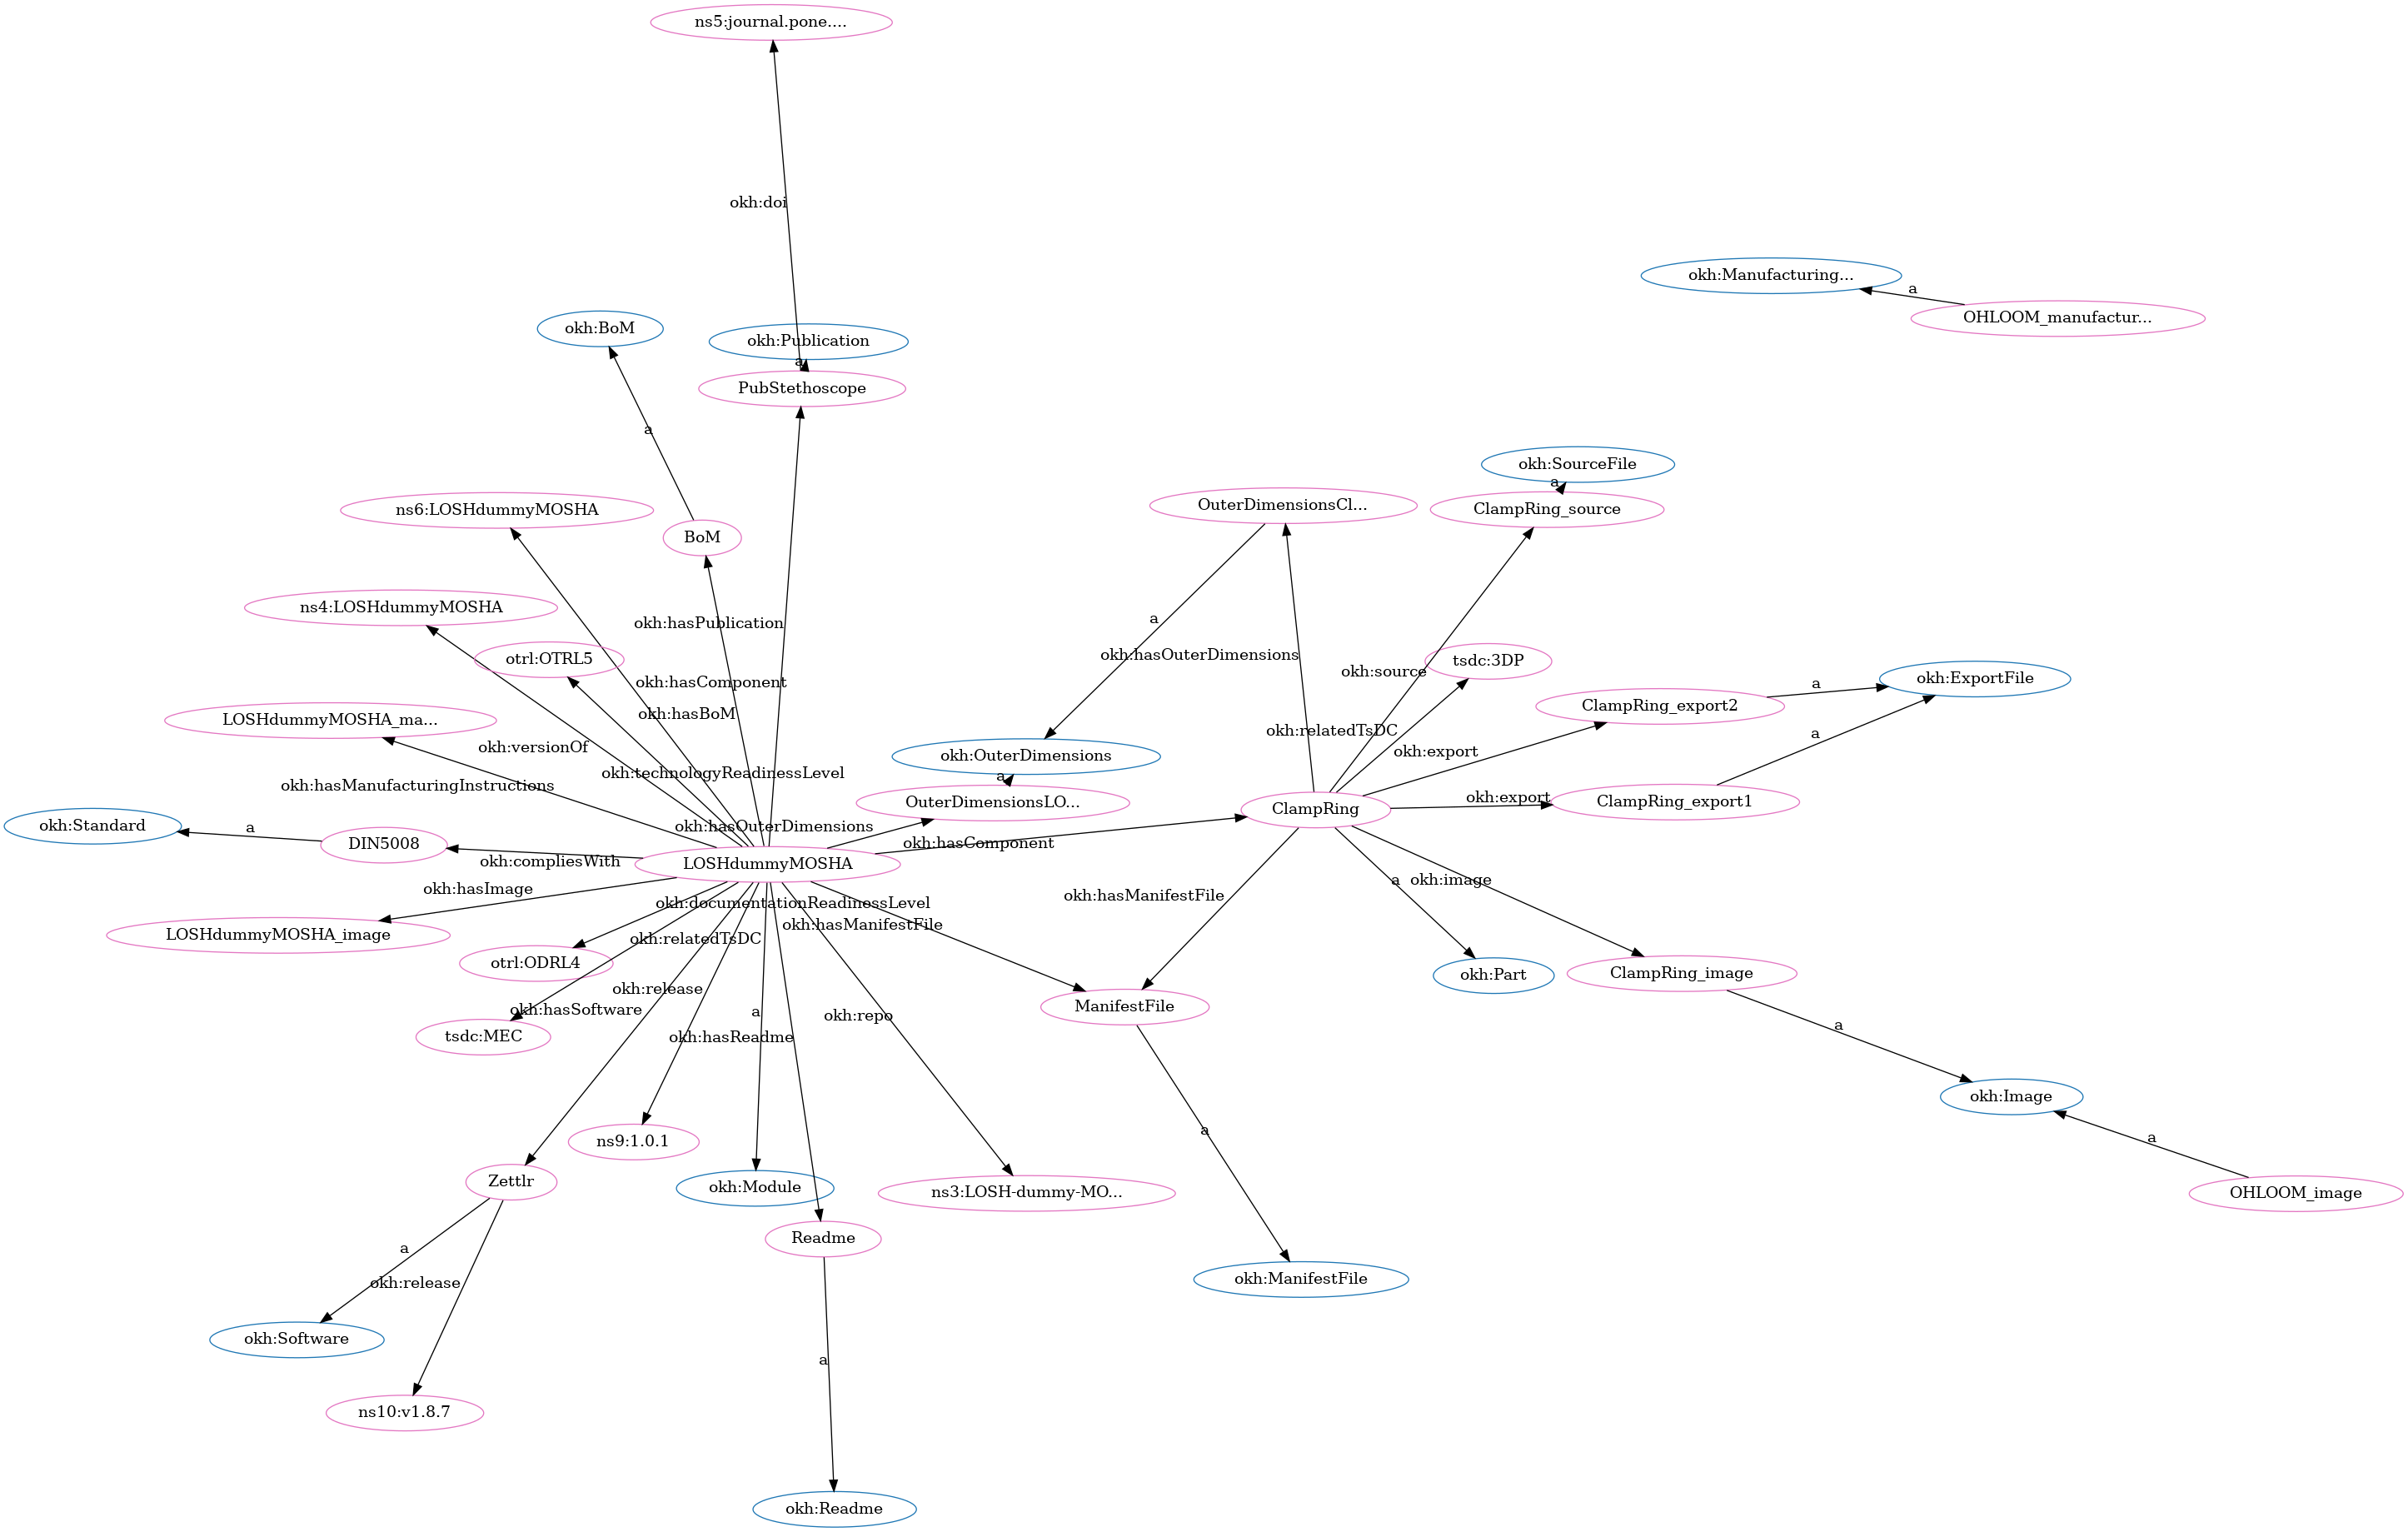 ns5:journal.pone....
okh:doi
okh:Manufacturing...
a
OHLOOM_manufactur...
okh:BoM
okh:Publication
a
PubStethoscope
a
okh:SourceFile
a
ns6:LOSHdummyMOSHA
BoM
OuterDimensionsCl...
ClampRing_source
ns4:LOSHdummyMOSHA
okh:hasPublication
a
otrl:OTRL5
okh:hasOuterDimensions
okh:source
tsdc:3DP
okh:ExportFile
a
okh:hasComponent
okh:hasBoM
LOSHdummyMOSHA_ma...
ClampRing_export2
okh:versionOf
okh:relatedTsDC
okh:export
a
okh:OuterDimensions
a
okh:technologyReadinessLevel
okh:hasManufacturingInstructions
OuterDimensionsLO...
ClampRing
okh:export
ClampRing_export1
okh:Standard
a
DIN5008
okh:hasOuterDimensions
okh:hasComponent
okh:compliesWith
LOSHdummyMOSHA
okh:hasImage
okh:documentationReadinessLevel
okh:hasManifestFile
a
okh:image
LOSHdummyMOSHA_image
okh:relatedTsDC
okh:hasManifestFile
otrl:ODRL4
okh:Part
ClampRing_image
okh:release
okh:hasSoftware
a
okh:repo
ManifestFile
a
tsdc:MEC
okh:hasReadme
okh:Image
ns9:1.0.1
a
a
Zettlr
okh:Module
ns3:LOSH-dummy-MO...
OHLOOM_image
Readme
a
okh:release
okh:ManifestFile
okh:Software
a
ns10:v1.8.7
okh:Readme